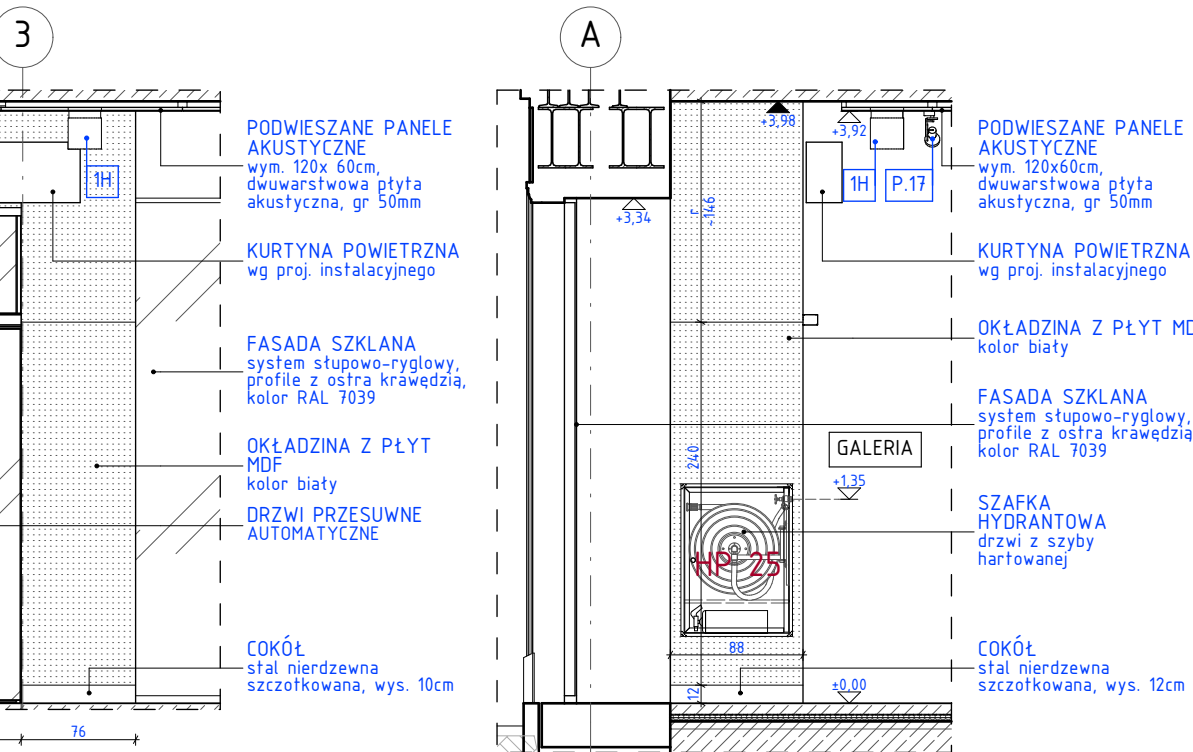 3
PODWIESZANE PANELE
AKUSTYCZNE
wym. 120x 60cm,
dwuwarstwowa płyta
akustyczna, gr 50mm
1H
KURTYNA POWIETRZNA
wg proj. instalacyjnego
FASADA SZKLANA
system słupowo-ryglowy,
profile z ostra krawędzią,
kolor RAL 7039
OKŁADZINA Z PŁYT
MDF
kolor biały
DRZWI PRZESUWNE
AUTOMATYCZNE
COKÓŁ
stal nierdzewna
szczotkowana, wys. 10cm
76
A
+3,98
+3,92
+3,34
r
~146
240
12
88
1H
P.17
GALERIA
+1,35
HP 25
±0,00
PODWIESZANE PANELE
AKUSTYCZNE
wym. 120x60cm,
dwuwarstwowa płyta
akustyczna, gr 50mm
KURTYNA POWIETRZNA
wg proj. instalacyjnego
OKŁADZINA Z PŁYT MD
kolor biały
FASADA SZKLANA
system słupowo-ryglowy,
profile z ostra krawędzią
kolor RAL 7039
SZAFKA
HYDRANTOWA
drzwi z szyby
hartowanej
COKÓŁ
stal nierdzewna
szczotkowana, wys. 12cm